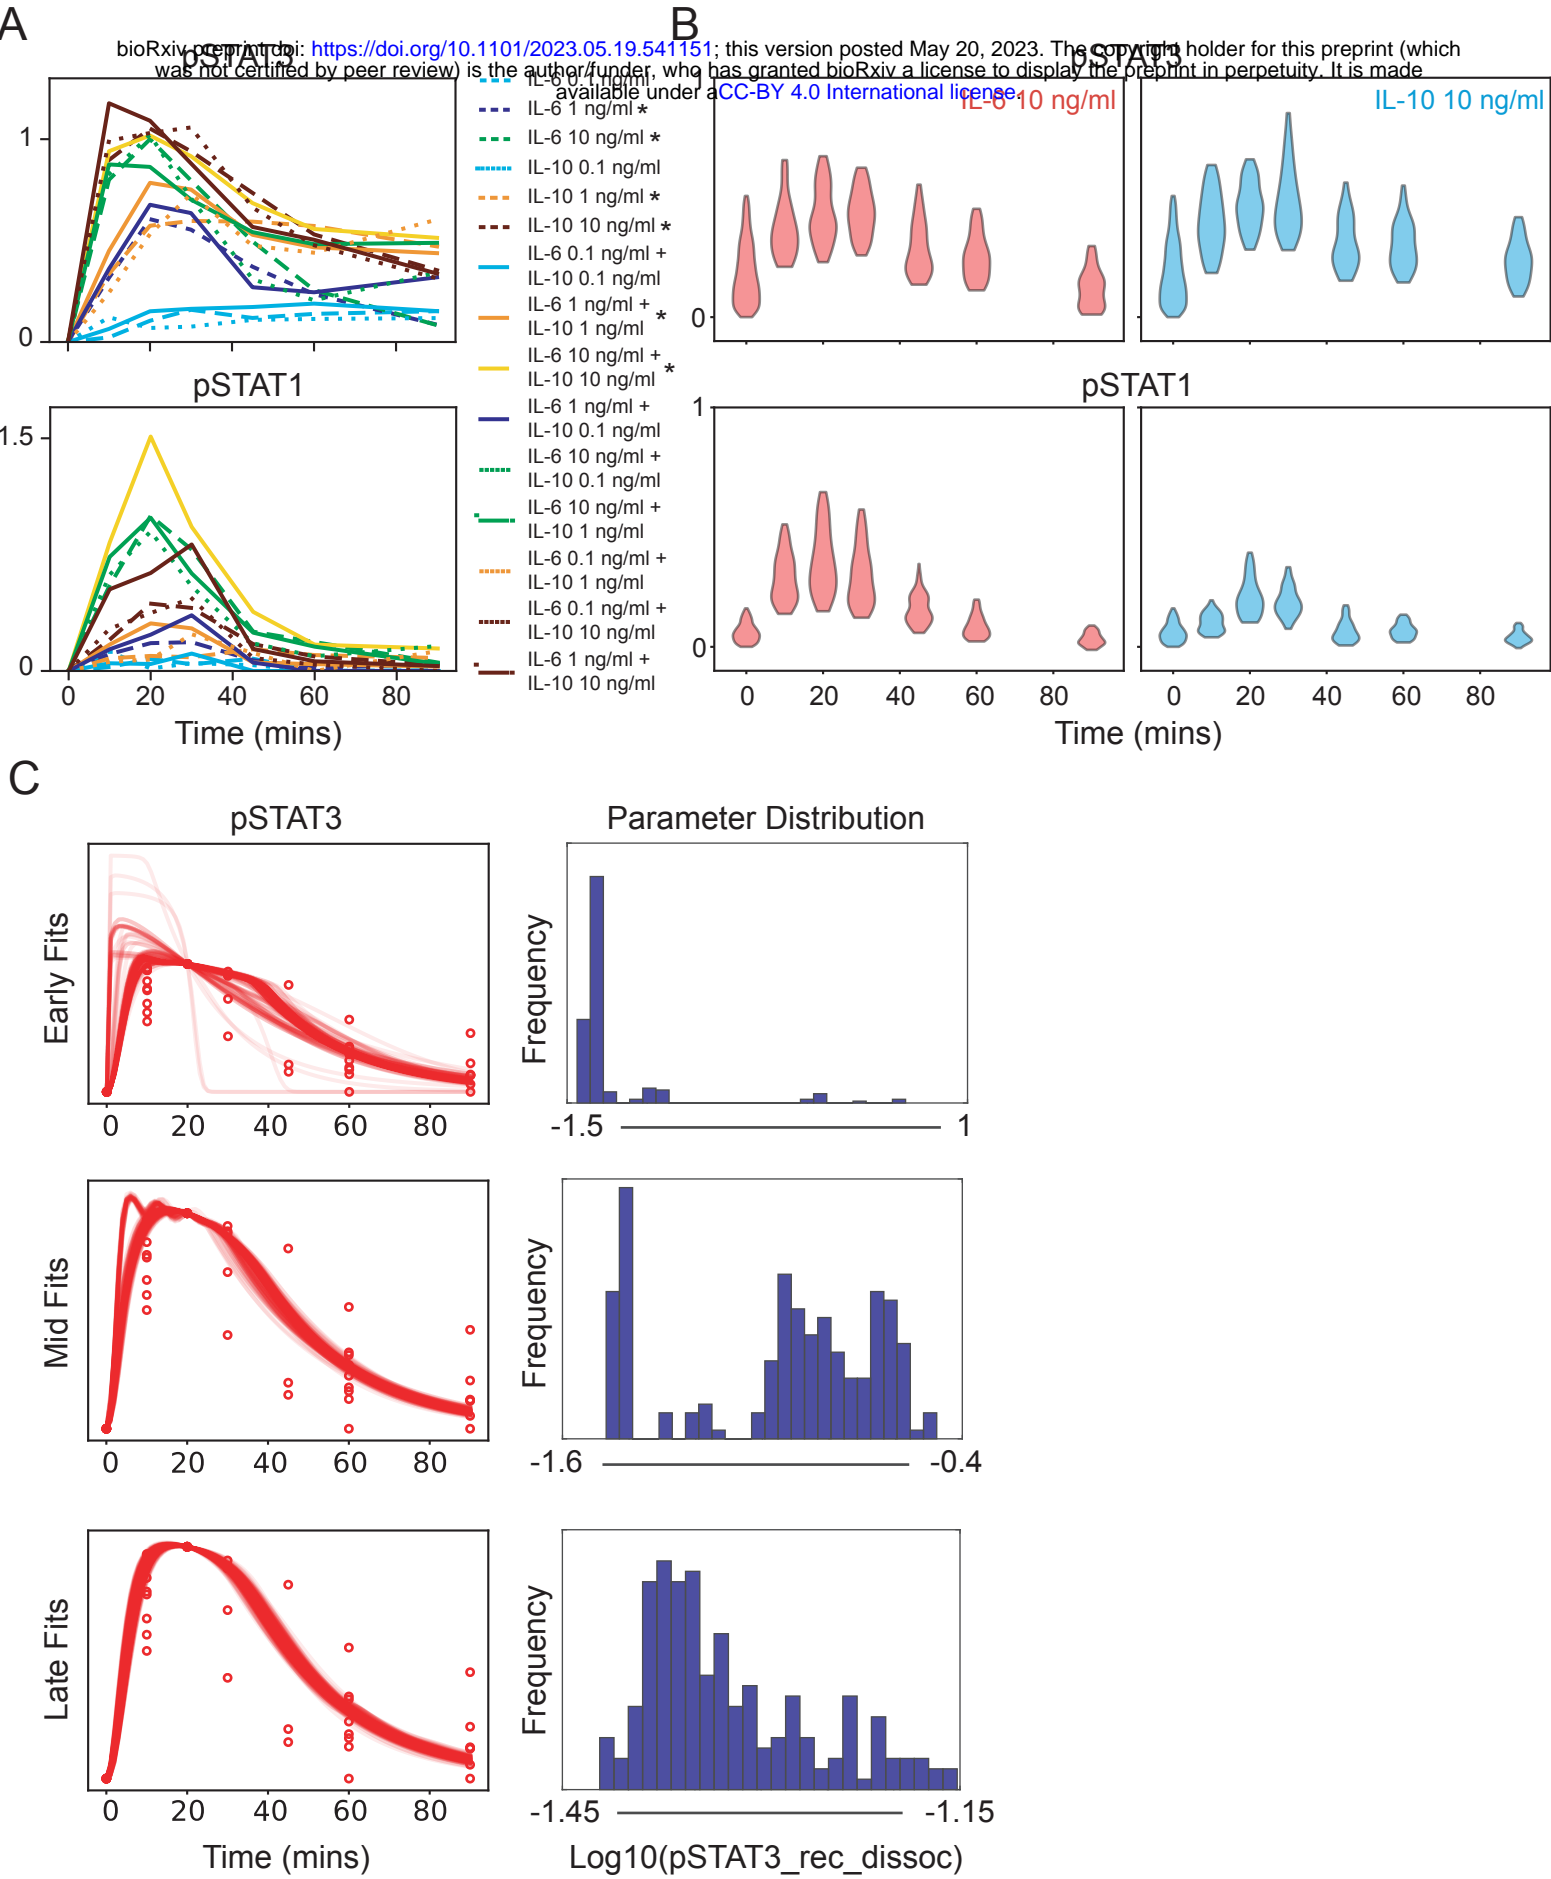 A
B
bioRxiv preprint doi: https://doi.org/10.1101/2023.05.19.541151; this version posted May 20, 2023. The copyright holder for this preprint (which
was not certified by peer review) is the author/funder, who has granted bioRxiv a license to display the preprint in perpetuity. It is made
available under aCC-BY 4.0 International license.
pSTAT3
pSTAT3
1
0
IL-6 0.1 ng/ml
IL-6 1 ng/ml *
IL-6 10 ng/ml *
IL-10 0.1 ng/ml
IL-10 1 ng/ml *
IL-10 10 ng/ml *
IL-6 0.1 ng/ml +
IL-10 0.1 ng/ml
IL-6 1 ng/ml +
IL-10 1 ng/ml *
IL-6 10 ng/ml +
IL-10 10 ng/ml *
IL-6 1 ng/ml +
IL-10 0.1 ng/ml
IL-6 10 ng/ml +
IL-10 0.1 ng/ml
IL-6 10 ng/ml +
IL-10 1 ng/ml
IL-6 0.1 ng/ml +
IL-10 1 ng/ml
IL-6 0.1 ng/ml +
IL-10 10 ng/ml
IL-6 1 ng/ml +
IL-10 10 ng/ml
pSTAT1
1.5
0
0 20 40 60 80
Time (mins)
1
0
IL-6 10 ng/ml
IL-10 10 ng/ml
pSTAT1
1
0
0 20 40 60 80
0 20 40 60 80
Time (mins)
C
pSTAT3
Parameter Distribution
Early Fits
0 20 40 60 80
Frequency
-1.5 1
Mid Fits
0 20 40 60 80
Frequency
-1.6 -0.4
Late Fits
0 20 40 60 80
Time (mins)
Frequency
-1.45 -1.15
Log10(pSTAT3_rec_dissoc)